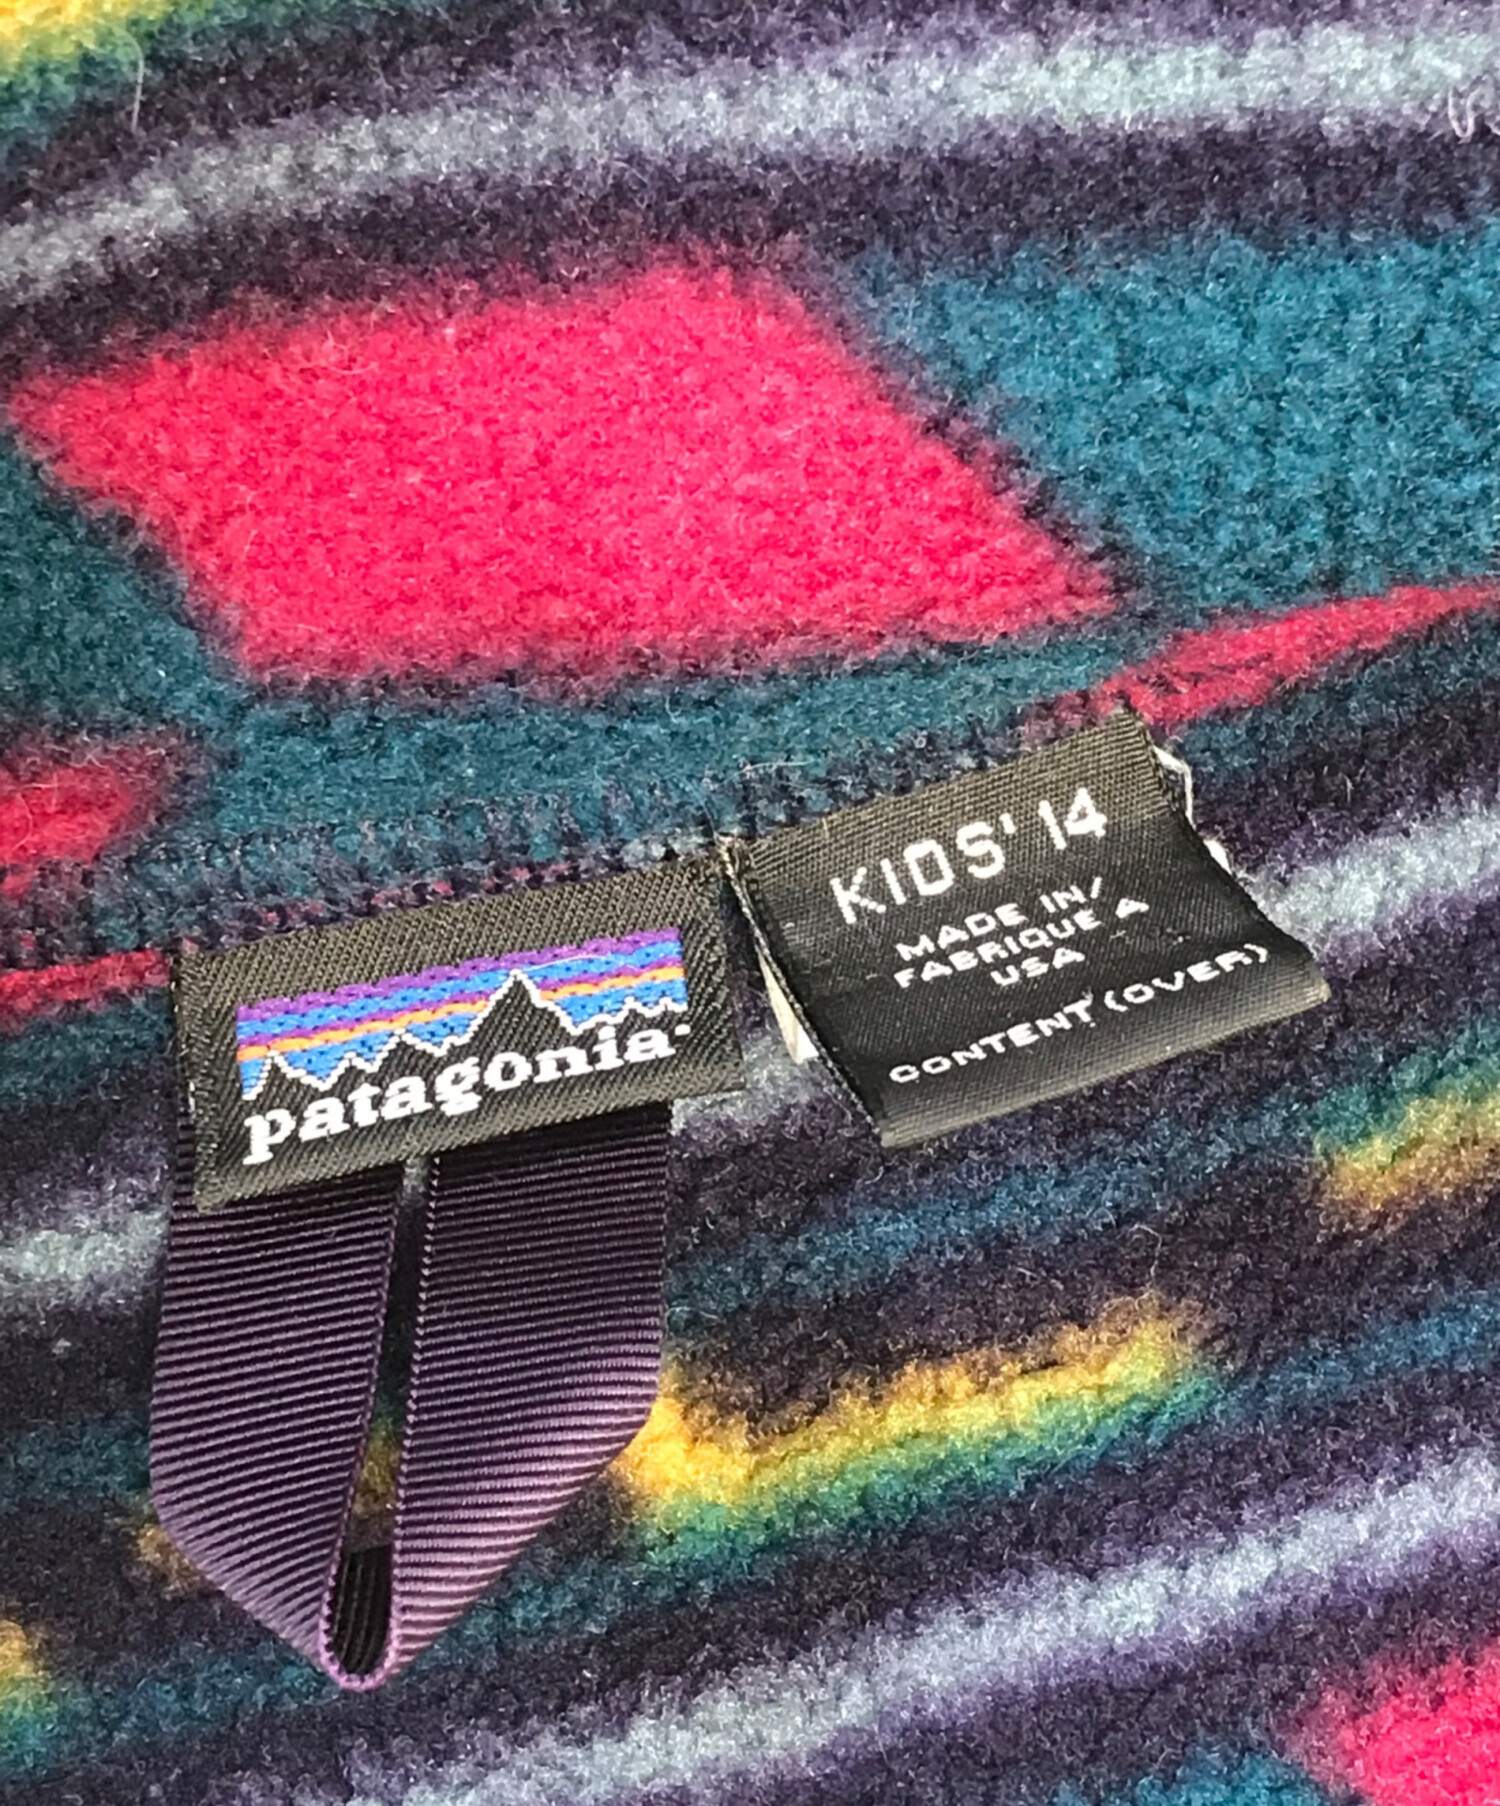 patagonia
KIDS' 14
MADE IN/
FABRIQUE A
USA
CONTENT (OVER)